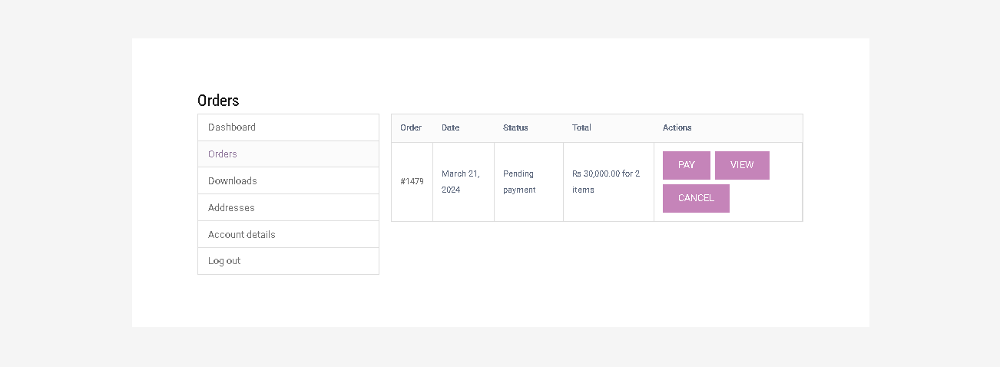 Orders
Dashboard
Orders
Downloads
Addresses
Account details
Log out
Order Date Status Total Actions
#1479 March 21, 2024 Pending payment Rs 30,000.00 for 2 items PAY VIEW
CANCEL